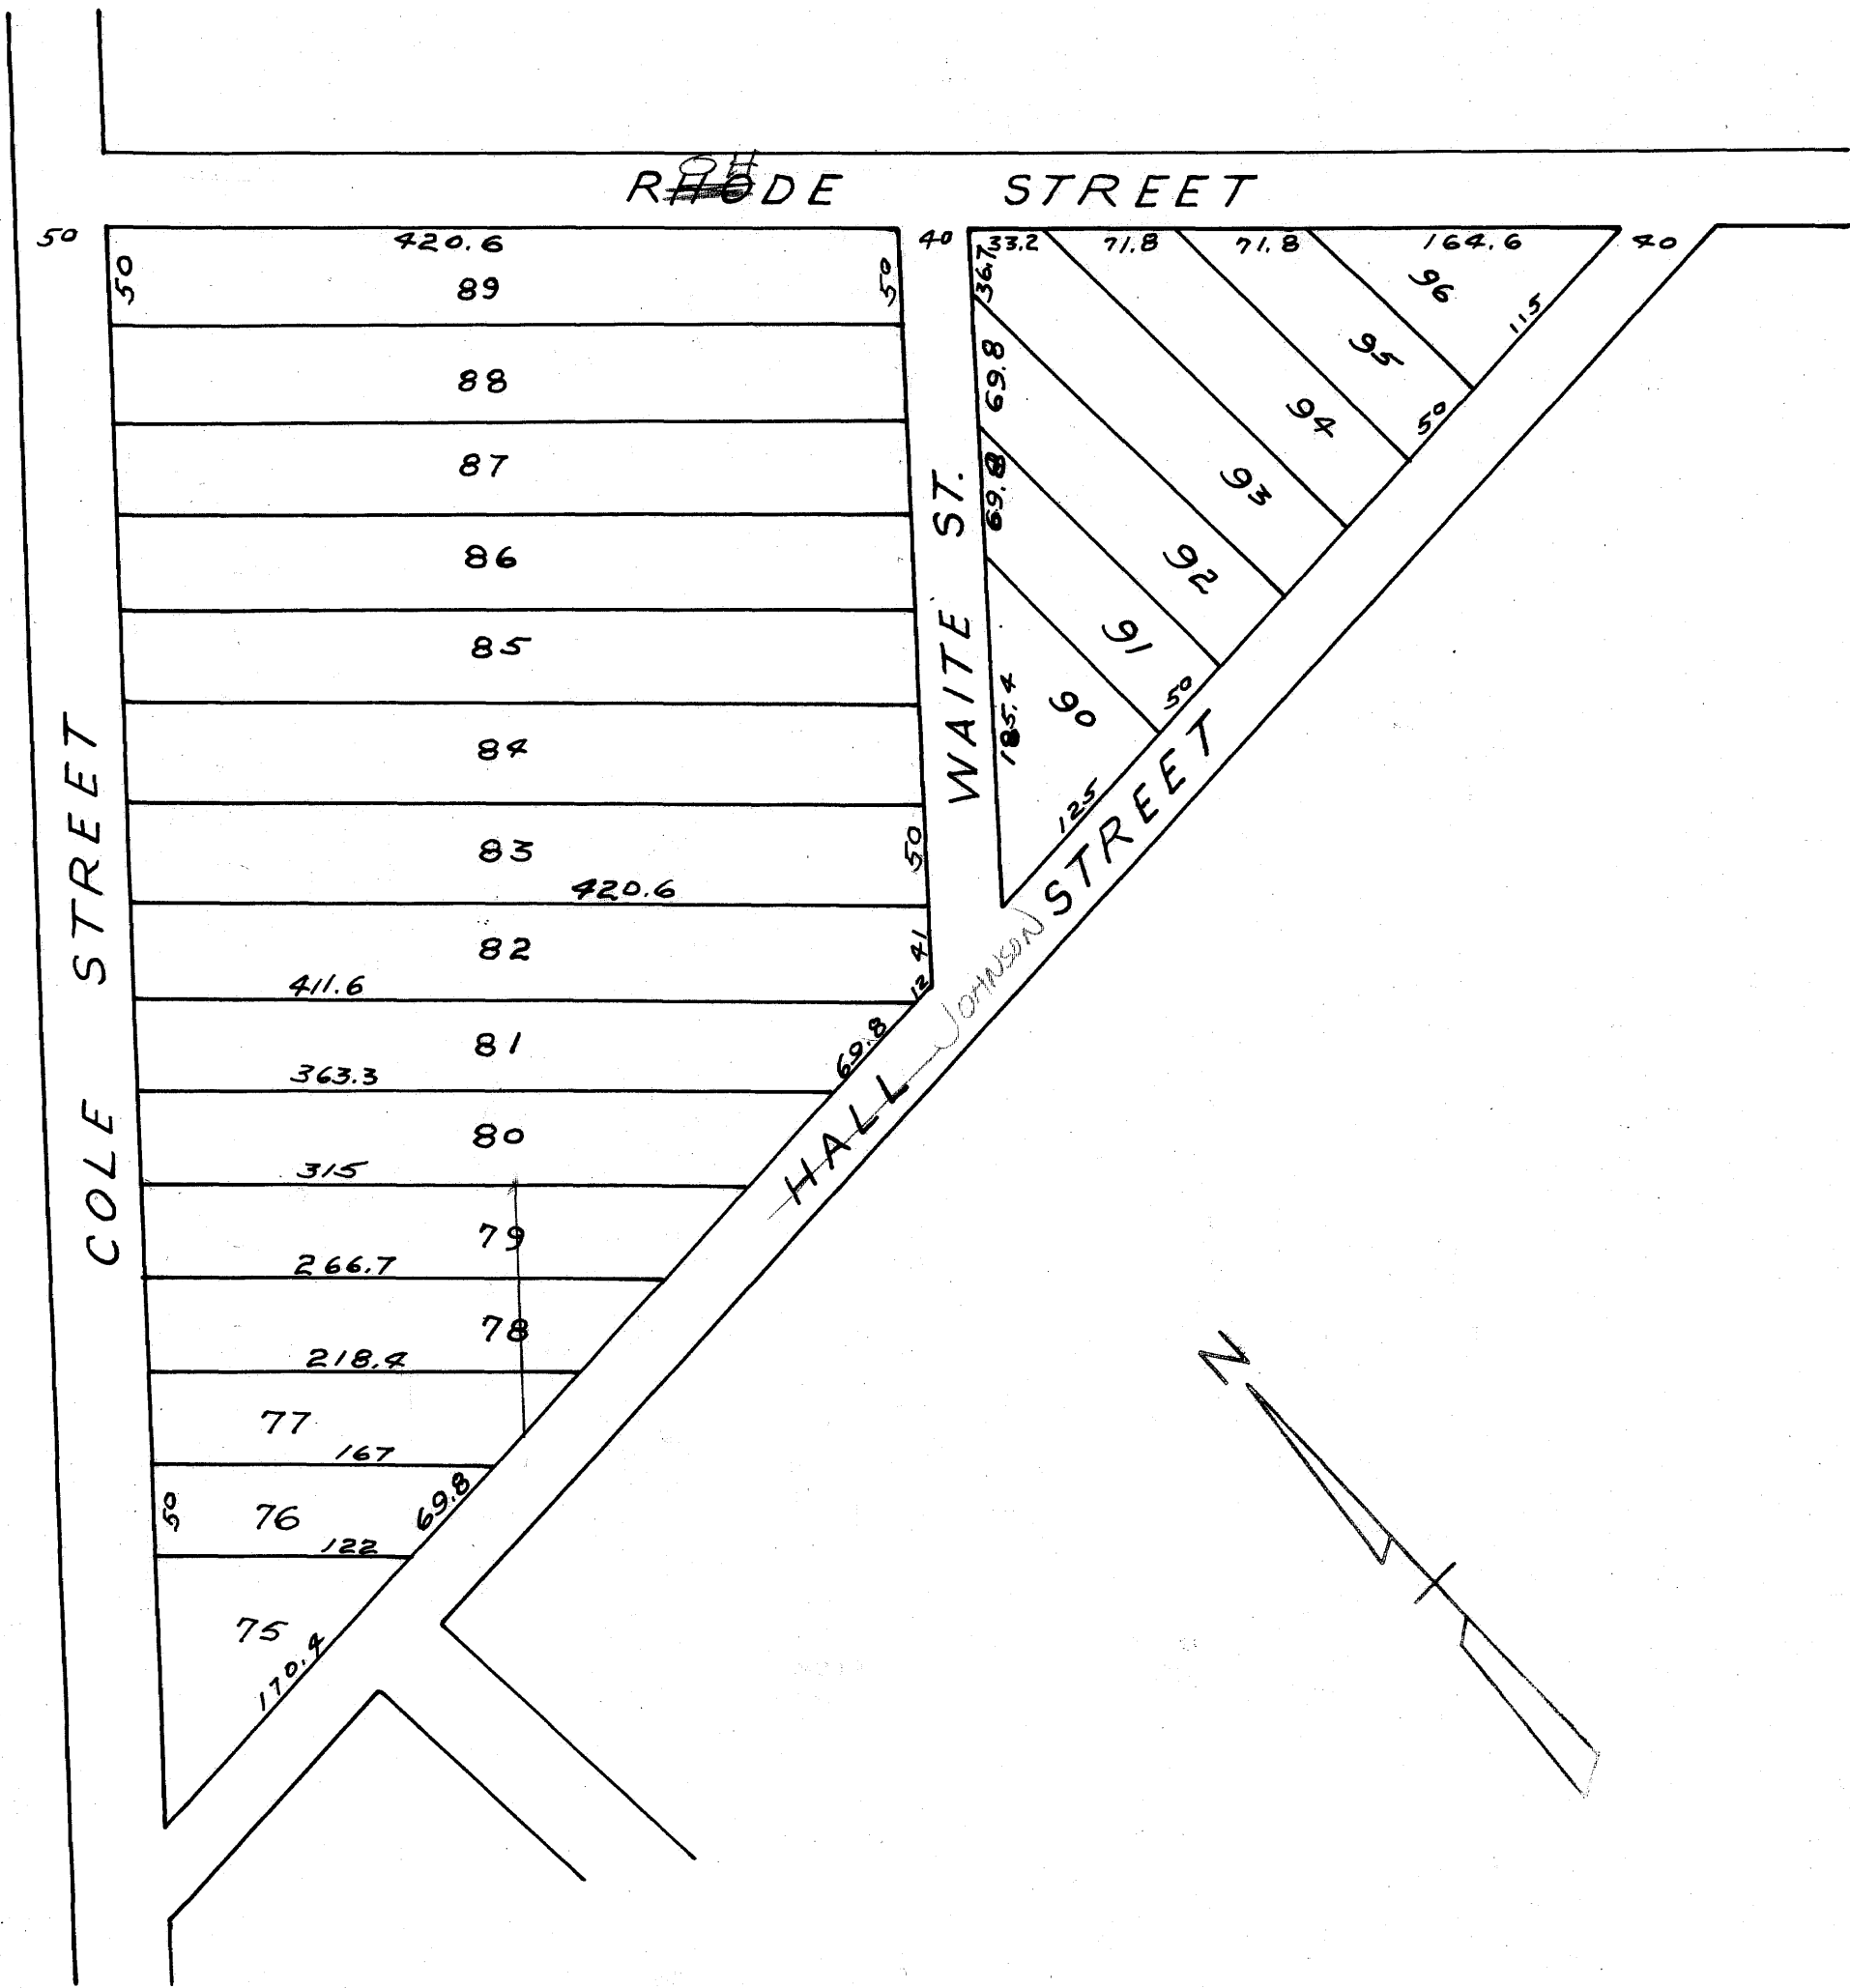 OH
RHODE STREET
50 420.6 40 33.2 71.8 71.8 164.6 40
50 89 50 36.7 96 115
88 69.8 95
87 69.8 94 50
86 93
85 92
84 91 50
83 50 90 185.4 125
420.6
82 41
411.6 12
81 69.8
363.3
80
315
79
266.7
78
218.4
77
167
50 76 69.8
122
75
170.4
COLE STREET
WAITE ST.
HALL JOHNSON STREET
N